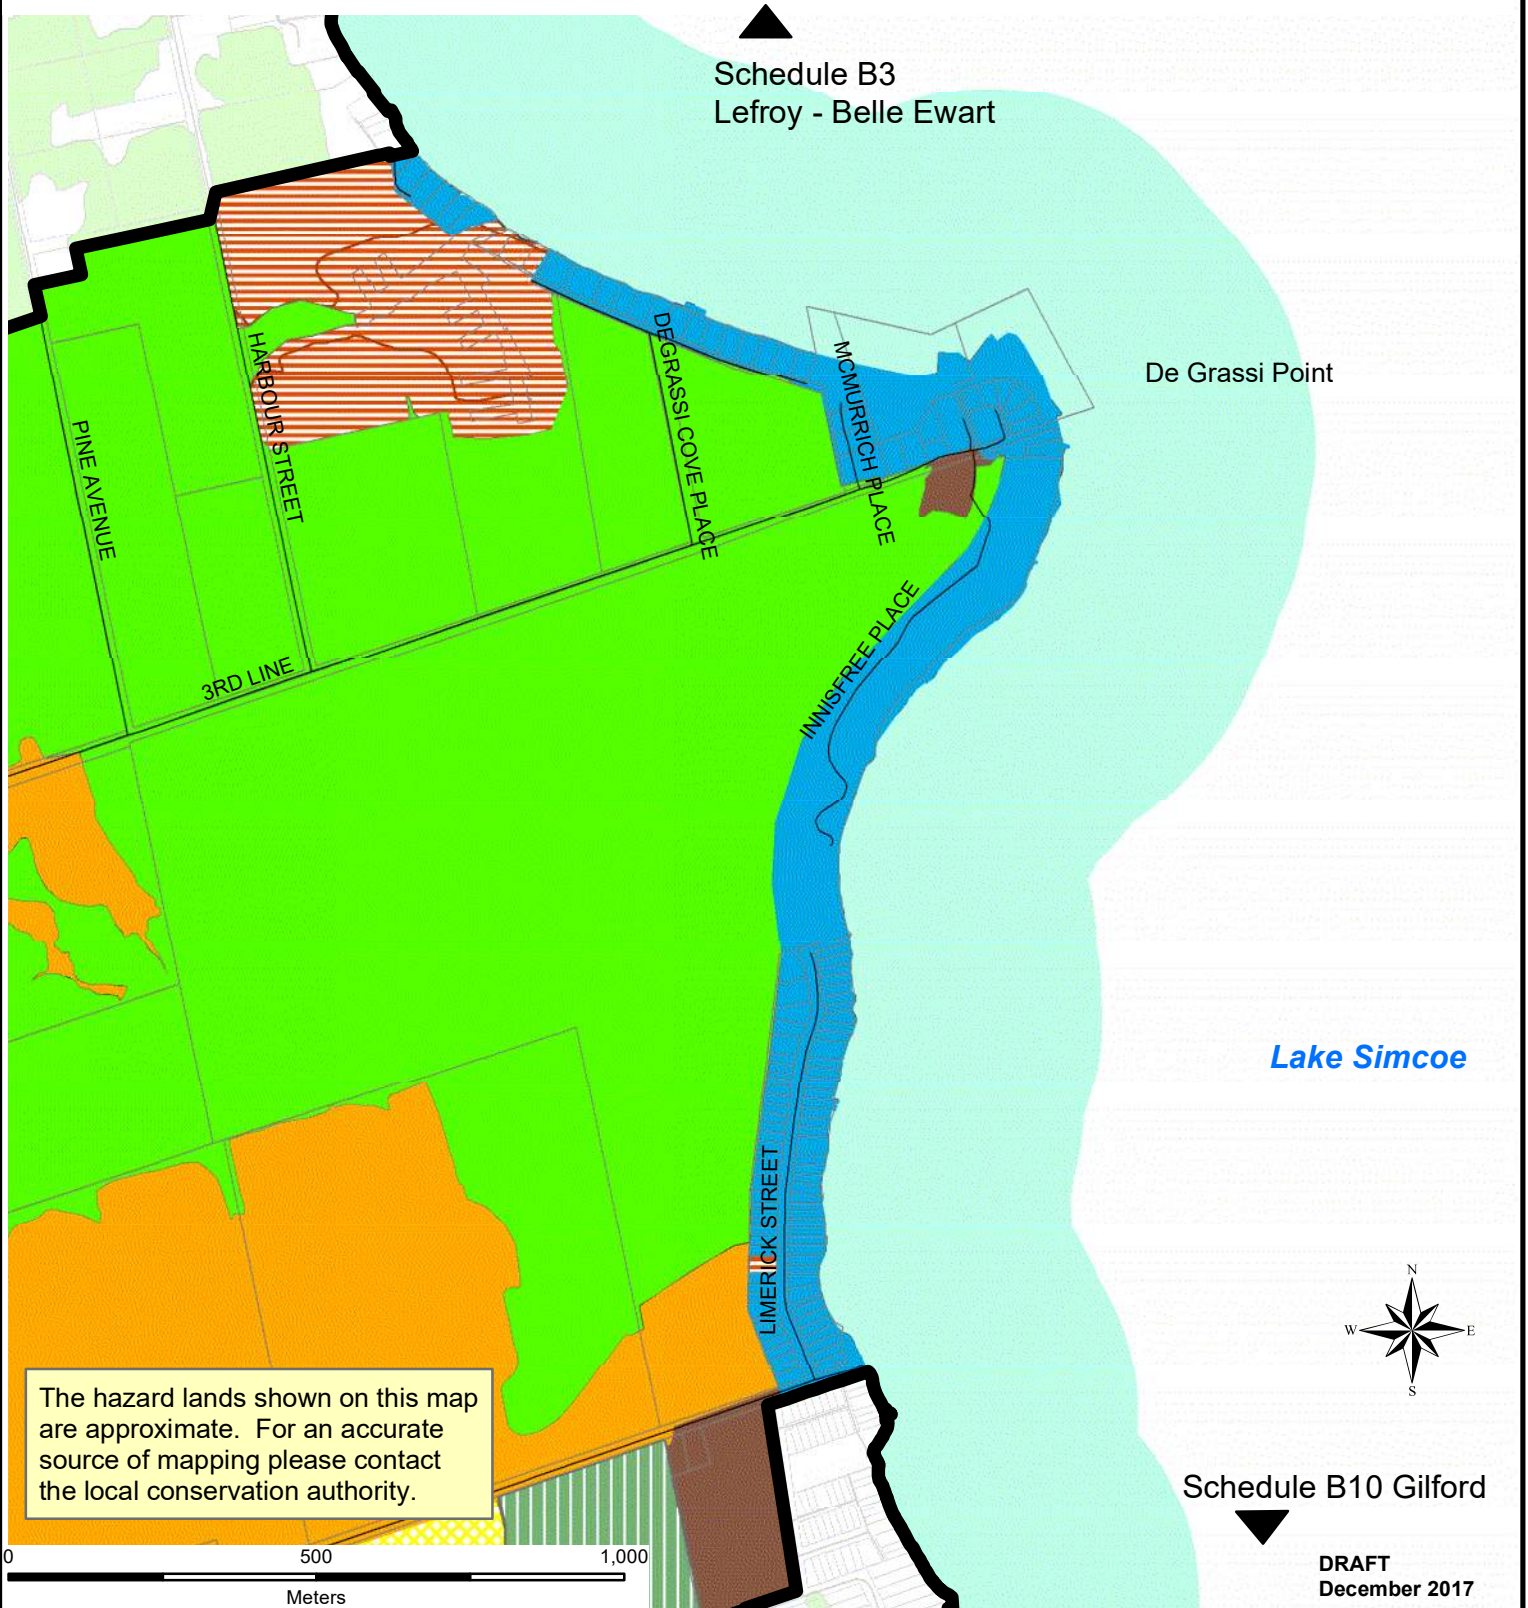 Schedule B3
Lefroy - Belle Ewart
De Grassi Point
DEGRASSI COVE PLACE
MCMURRICH PLACE
HARBOUR STREET
PINE AVENUE
INNISFREE PLACE
3RD LINE
Lake Simcoe
LIMERICK STREET
N
W
E
S
The hazard lands shown on this map
are approximate.  For an accurate
source of mapping please contact
the local conservation authority.
Schedule B10 Gilford
0
500
1,000
Meters
DRAFT
December 2017